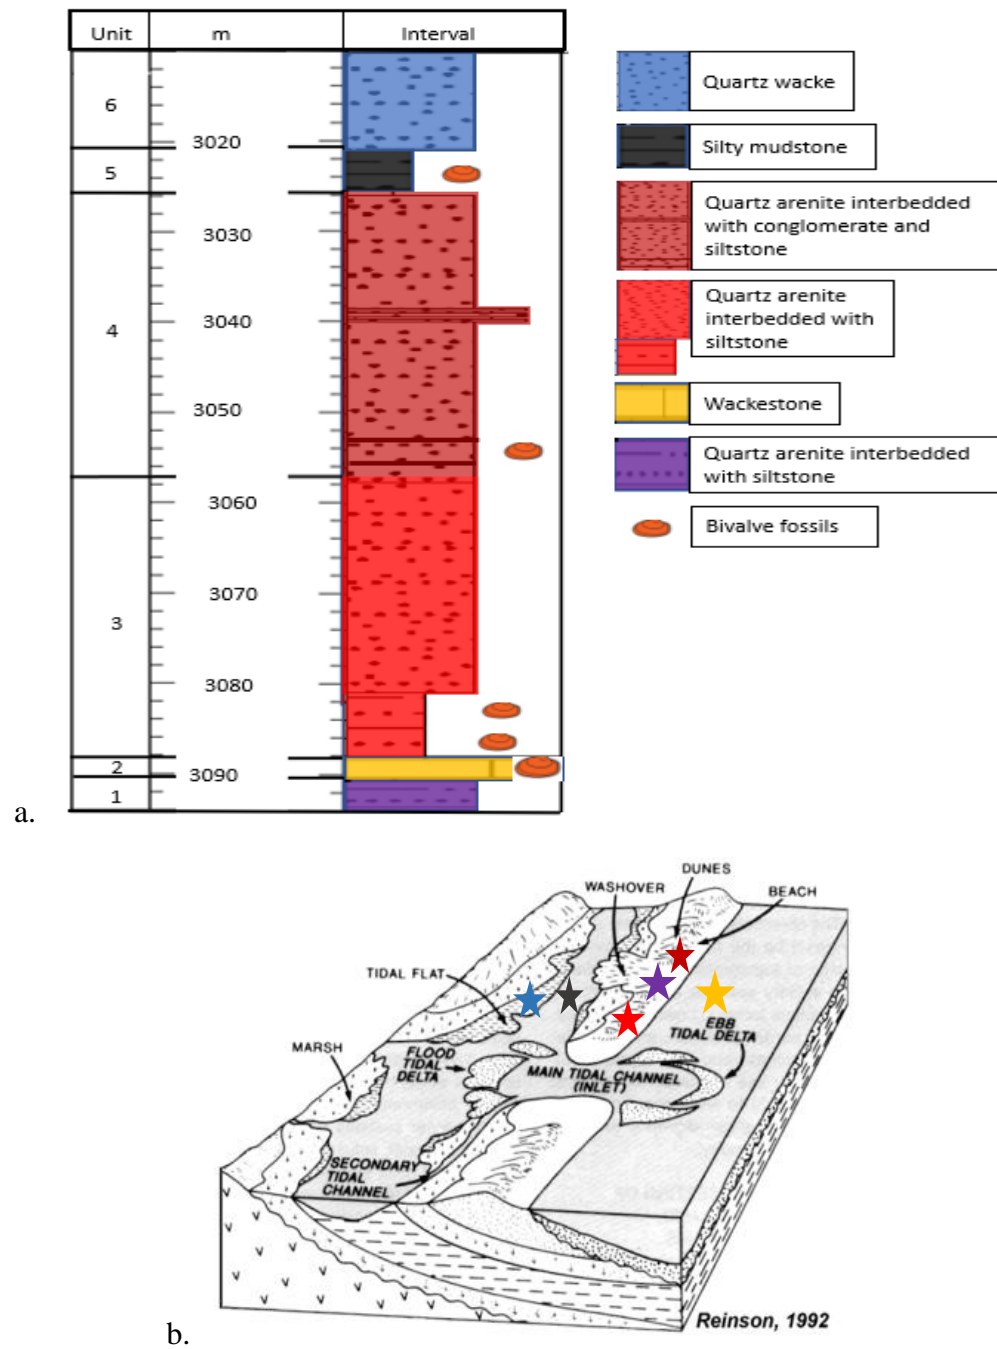 Unit m Interval
6
3020
5
3030
3040
4
3050
3060
3070
3
3080
2
3090
1
Quartz wacke
Silty mudstone
Quartz arenite interbedded
with conglomerate and
siltstone
Quartz arenite
interbedded with
siltstone
Wackestone
Quartz arenite interbedded
with siltstone
Bivalve fossils
a.
DUNES
WASHOVER
BEACH
TIDAL FLAT
MARSH
FLOOD
TIDAL
DELTA
EBB
TIDAL DELTA
MAIN TIDAL CHANNEL
(INLET)
SECONDARY
TIDAL
CHANNEL
Reinson, 1992
b.